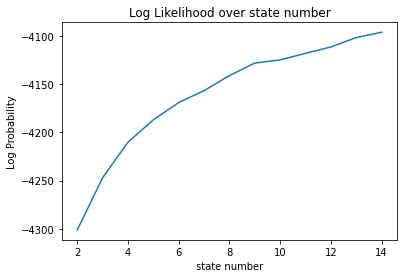 Log Likelihood over state number
−4100
−4150
−4200
−4250
−4300
Log Probability
2 4 6 8 10 12 14
state number